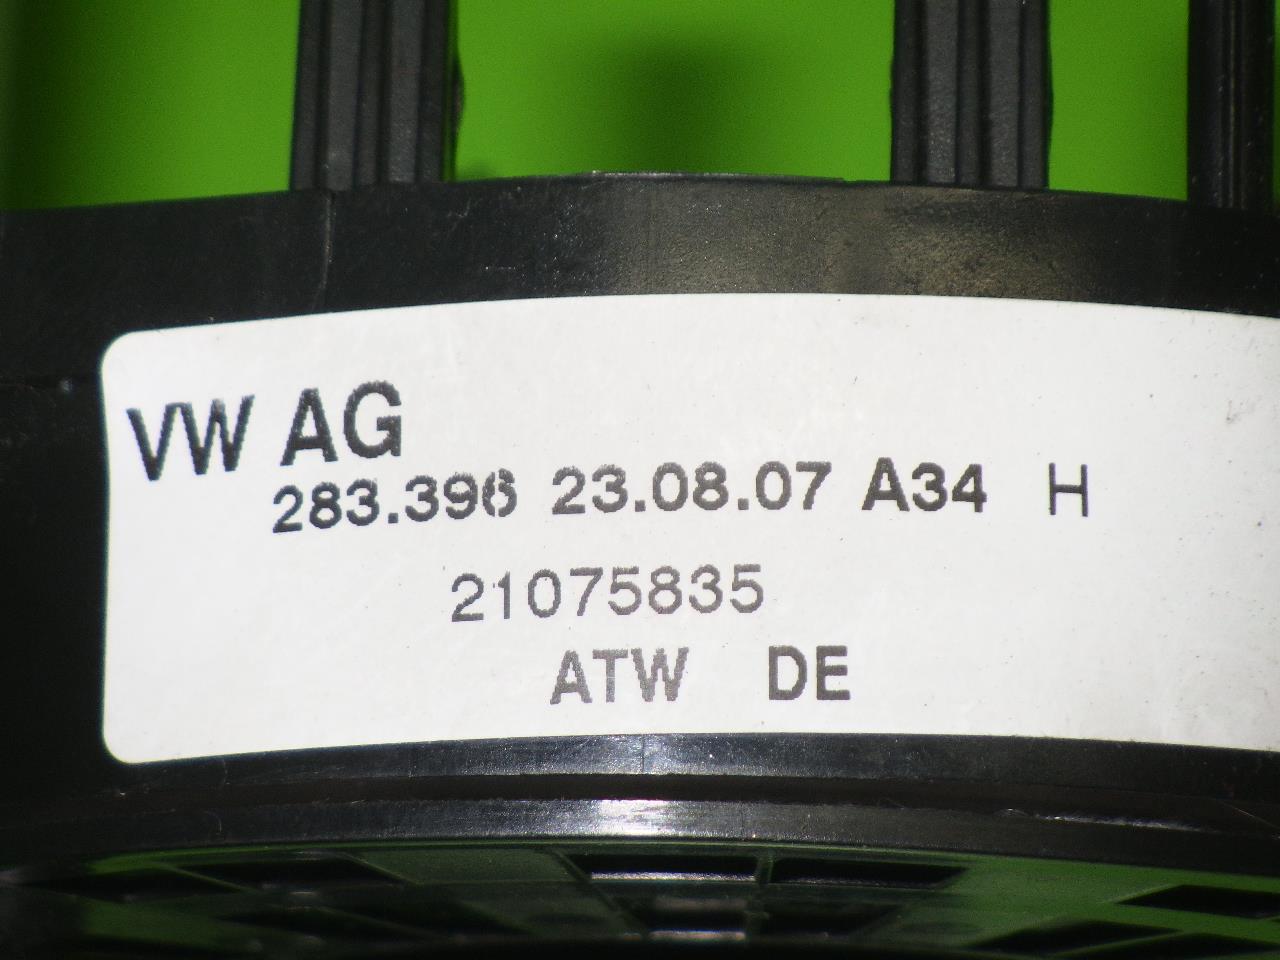 VW AG
283.396 23.08.07 A34 H
21075835
ATW DE